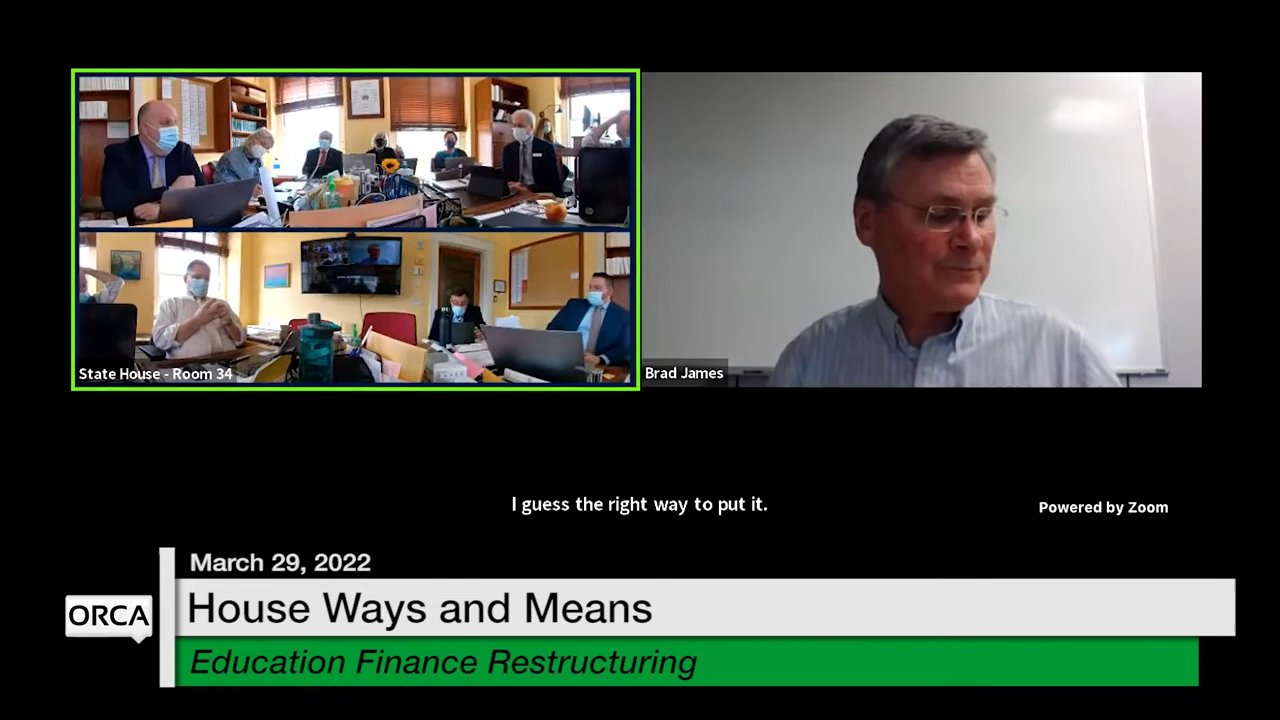 State House - Room 34
Brad James
I guess the right way to put it.
Powered by Zoom
March 29, 2022
ORCA
House Ways and Means
Education Finance Restructuring